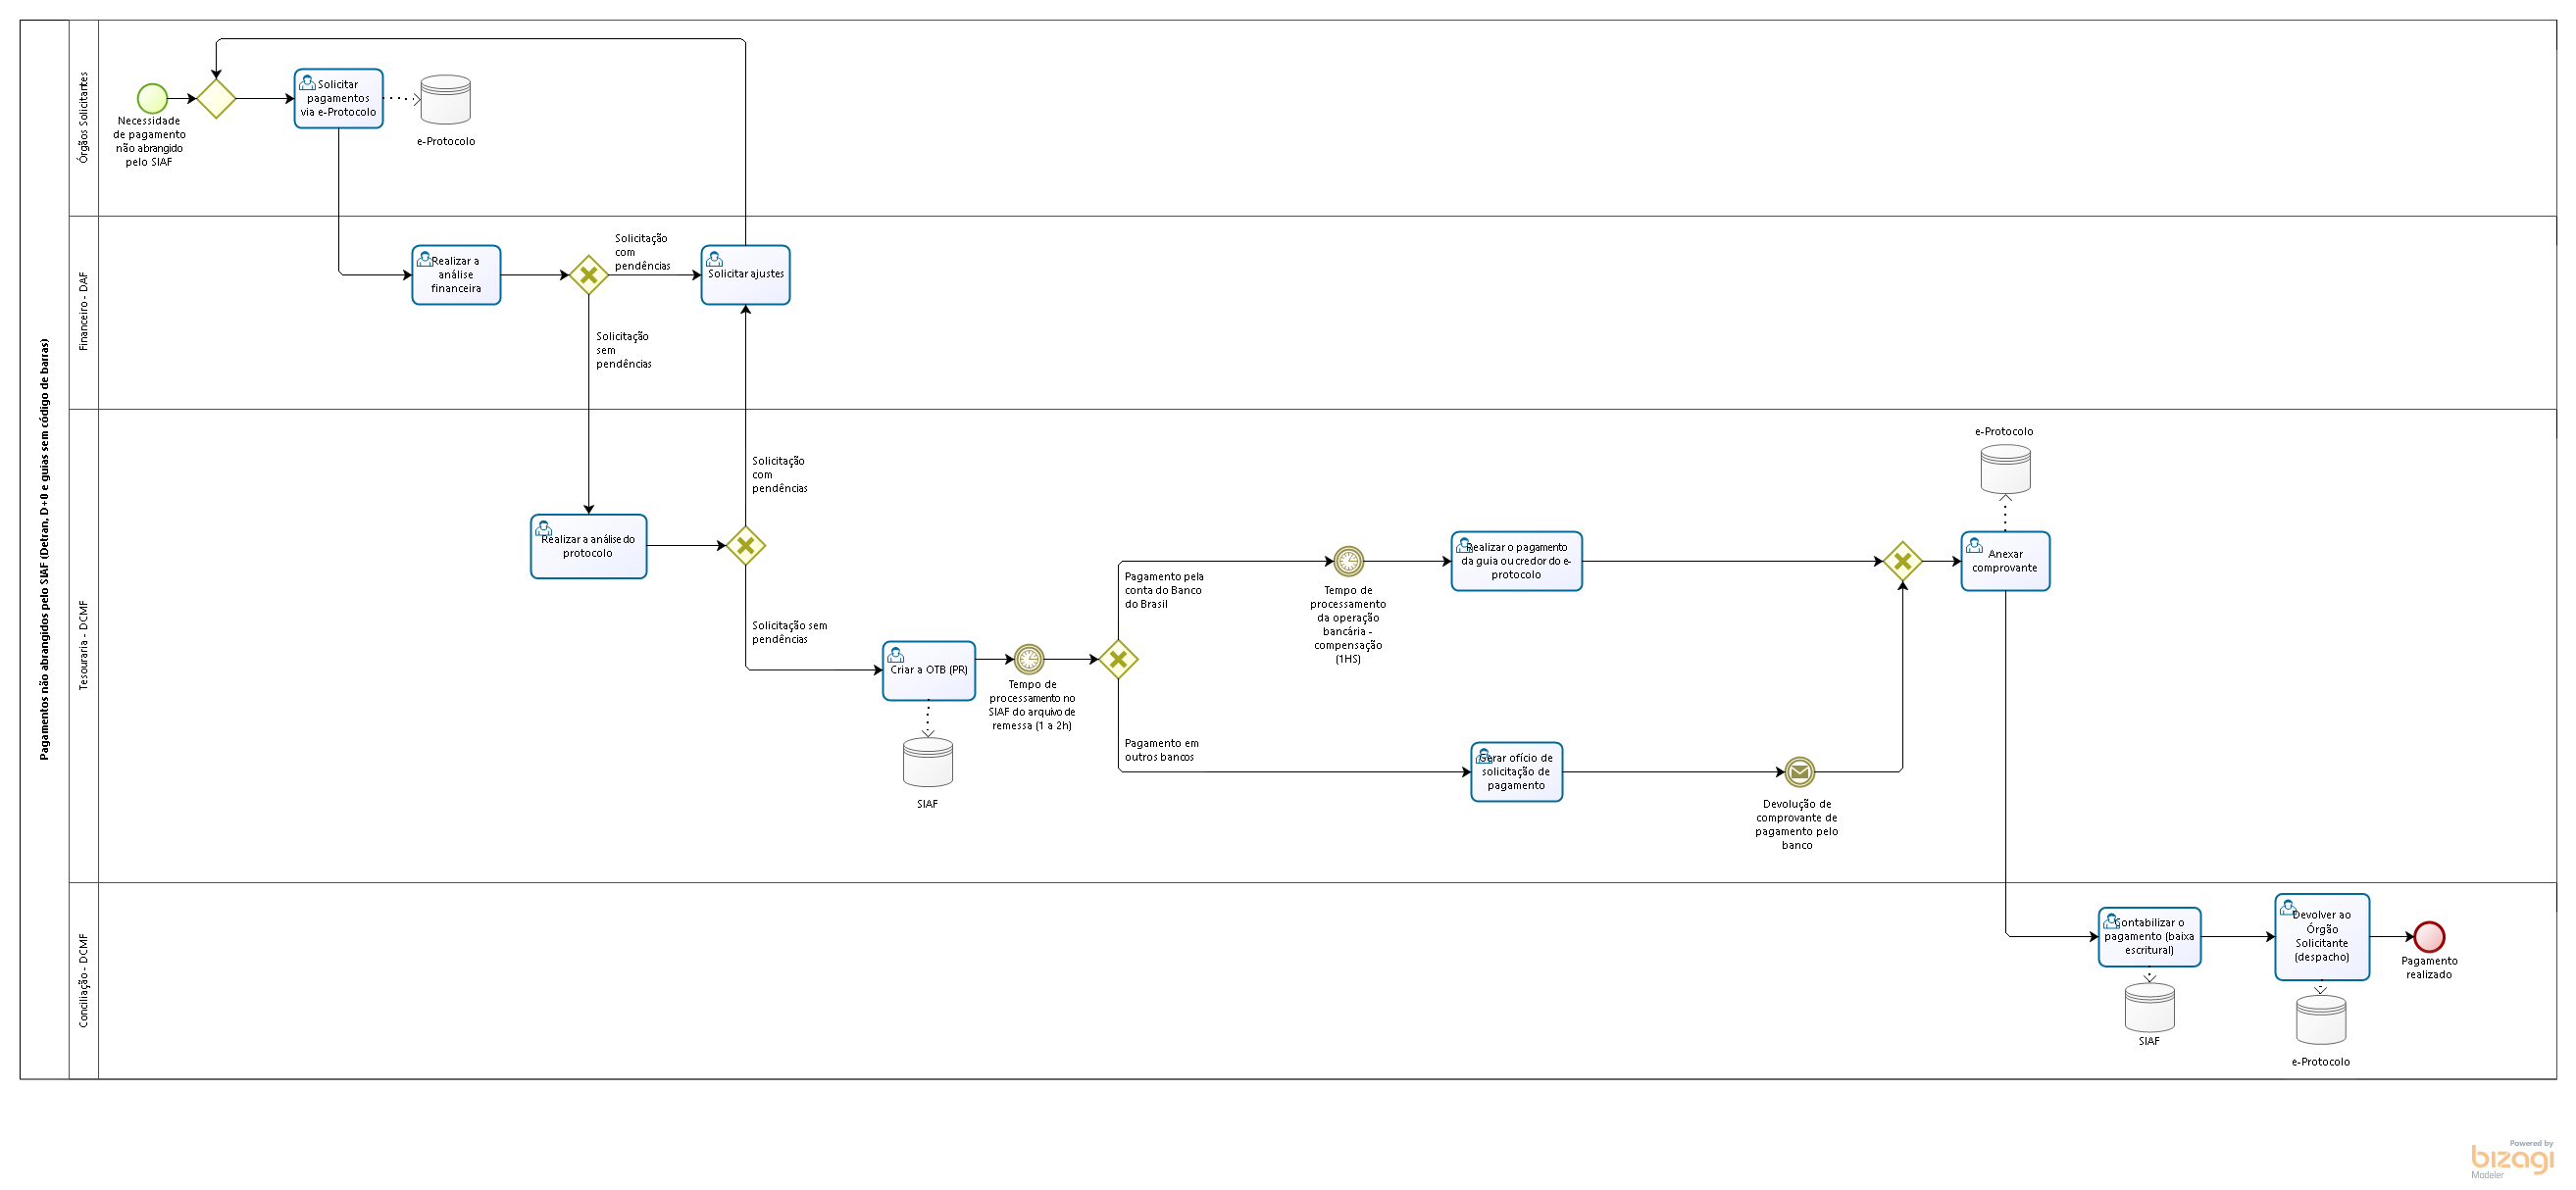 Pagamentos não abrangidos pelo SIAF (Detran, D+0 e guias sem código de barras)
Órgãos Solicitantes
Necessidade
de pagamento
não abrangido
pelo SIAF
Solicitar
pagamentos
via e-Protocolo
e-Protocolo
Financeiro - DAF
Realizar a
análise
financeira
Solicitação
com
pendências
Solicitar ajustes
Solicitação
sem
pendências
Tesouraria - DCMF
Realizar a análise do
protocolo
Solicitação
com
pendências
Solicitação sem
pendências
Criar a OTB (PR)
SIAF
Tempo de
processamento no
SIAF do arquivo de
remessa (1 a 2h)
Pagamento pela
conta do Banco
do Brasil
Tempo de
processamento
da operação
bancária -
compensação
(1HS)
Realizar o pagamento
da guia ou credor do e-
protocolo
Pagamento em
outros bancos
Gerar ofício de
solicitação de
pagamento
Devolução de
comprovante de
pagamento pelo
banco
e-Protocolo
Anexar
comprovante
Conciliação - DCMF
Contabilizar o
pagamento (baixa
escritural)
SIAF
Devolver ao
Órgão
Solicitante
(despacho)
e-Protocolo
Pagamento
realizado
Powered by
bizagi
Modeler